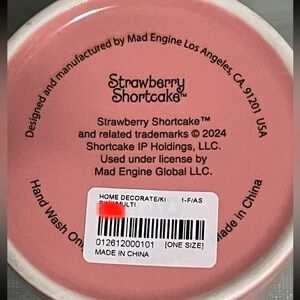 Designed and manufactured by Mad Engine Los Angeles, CA, 91201 USA
Strawberry
Shortcake™
Strawberry Shortcake™
and related trademarks © 2024
Shortcake IP Holdings, LLC.
Used under license by
Mad Engine Global LLC.
Hand Wash On
Made in China
HOME DECORATE/KI 1-F/AS
MULTI
012612000101 [ONE SIZE]
MADE IN CHINA